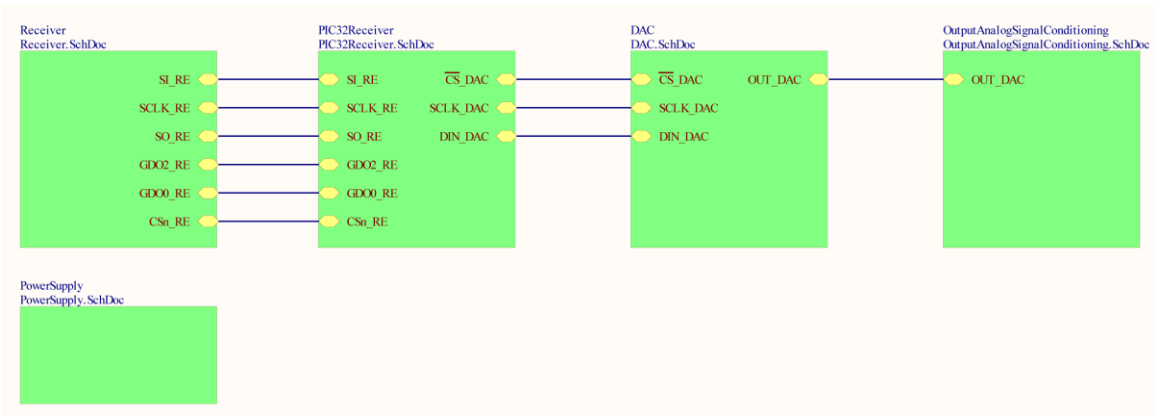 Receiver
Receiver.SchDoc
SI_RE
SCLK_RE
SO_RE
GDO2_RE
GDO0_RE
CSn_RE
PIC32Receiver
PIC32Receiver.SchDoc
SI_RE
CS_DAC
SCLK_RE
SCLK_DAC
SO_RE
DIN_DAC
GDO2_RE
GDO0_RE
CSn_RE
DAC
DAC.SchDoc
CS_DAC
OUT_DAC
SCLK_DAC
DIN_DAC
OutputAnalogSignalConditioning
OutputAnalogSignalConditioning.SchDoc
OUT_DAC
PowerSupply
PowerSupply.SchDoc